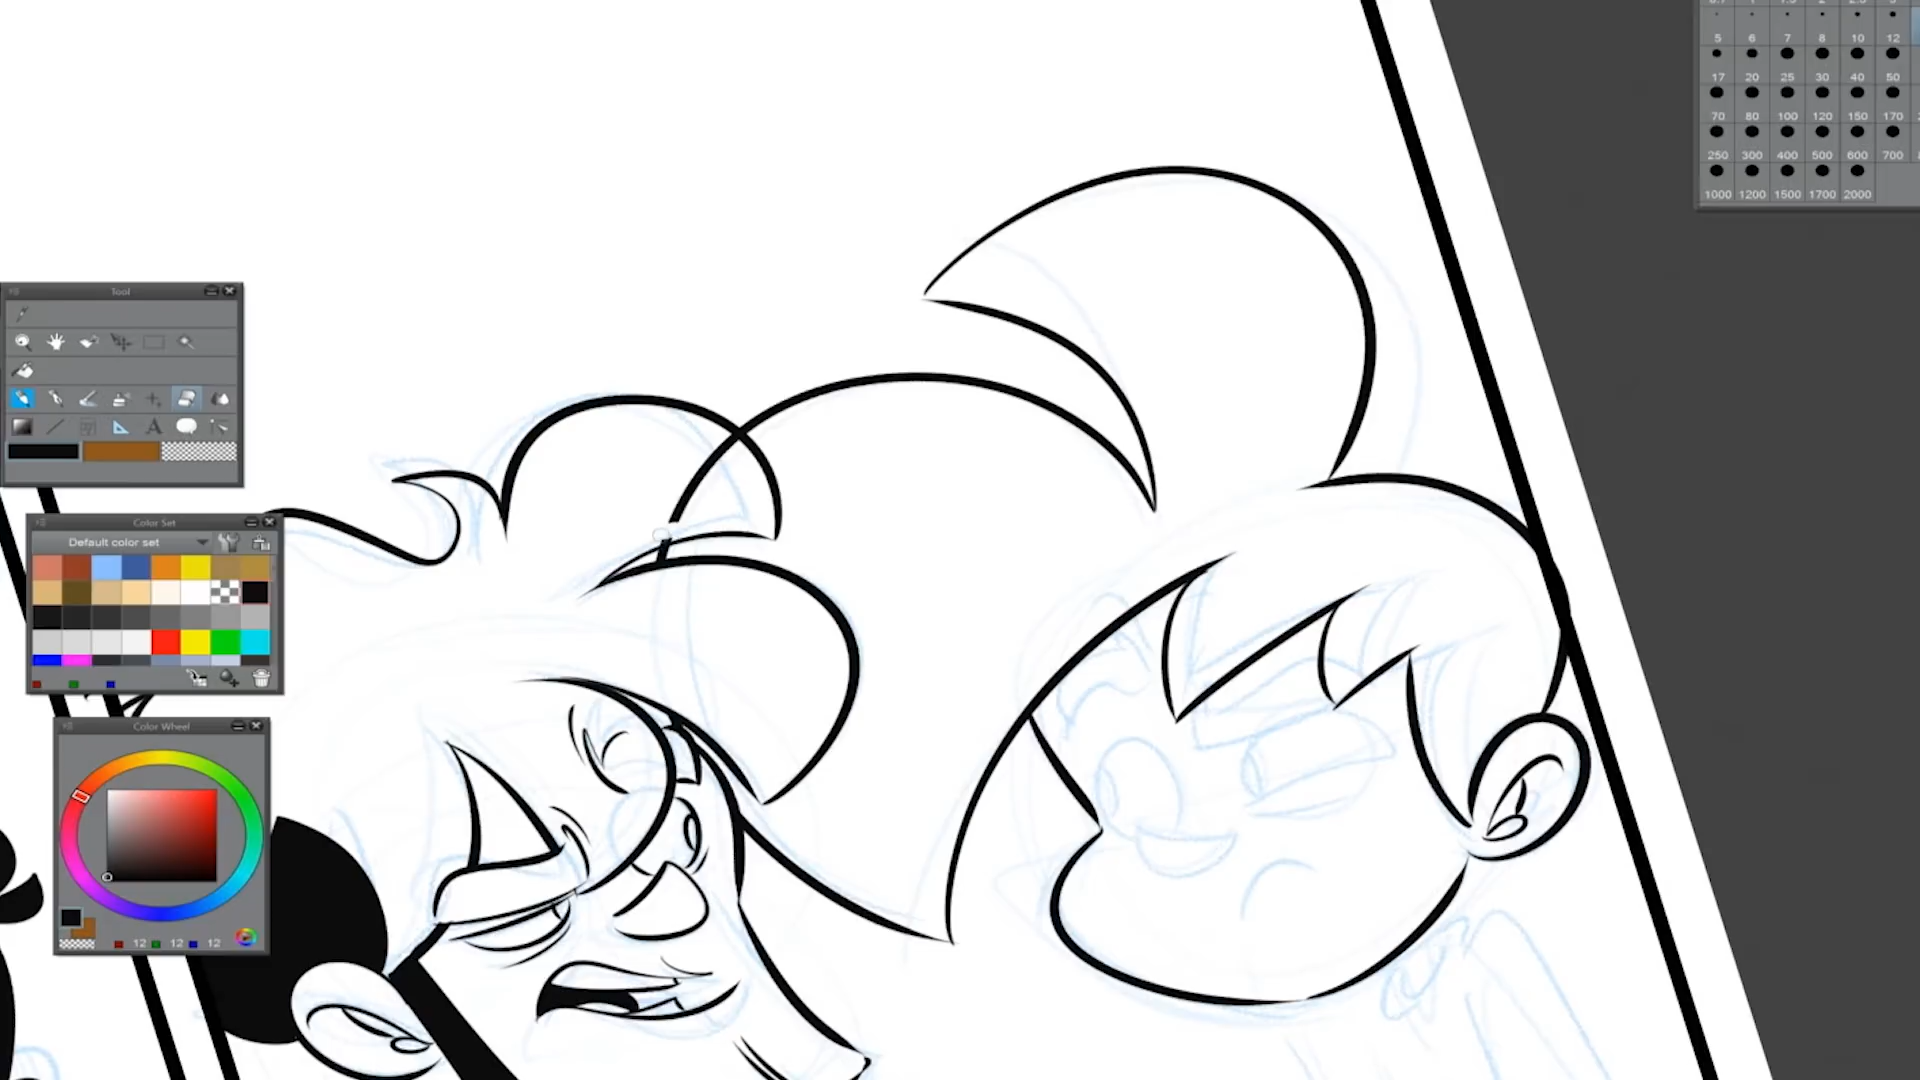 5 6 7 8 10 12
17 20 25 30 40 50
70 80 100 120 150 170
250 300 400 500 600 700
1000 1200 1500 1700 2000
Tool
A
Color Set
Default color set
Color Wheel
12 12 12